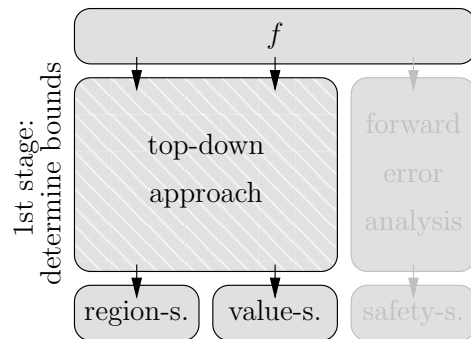 f
1st stage:
determine bounds
top-down
approach
forward
error
analysis
region-s.
value-s.
safety-s.